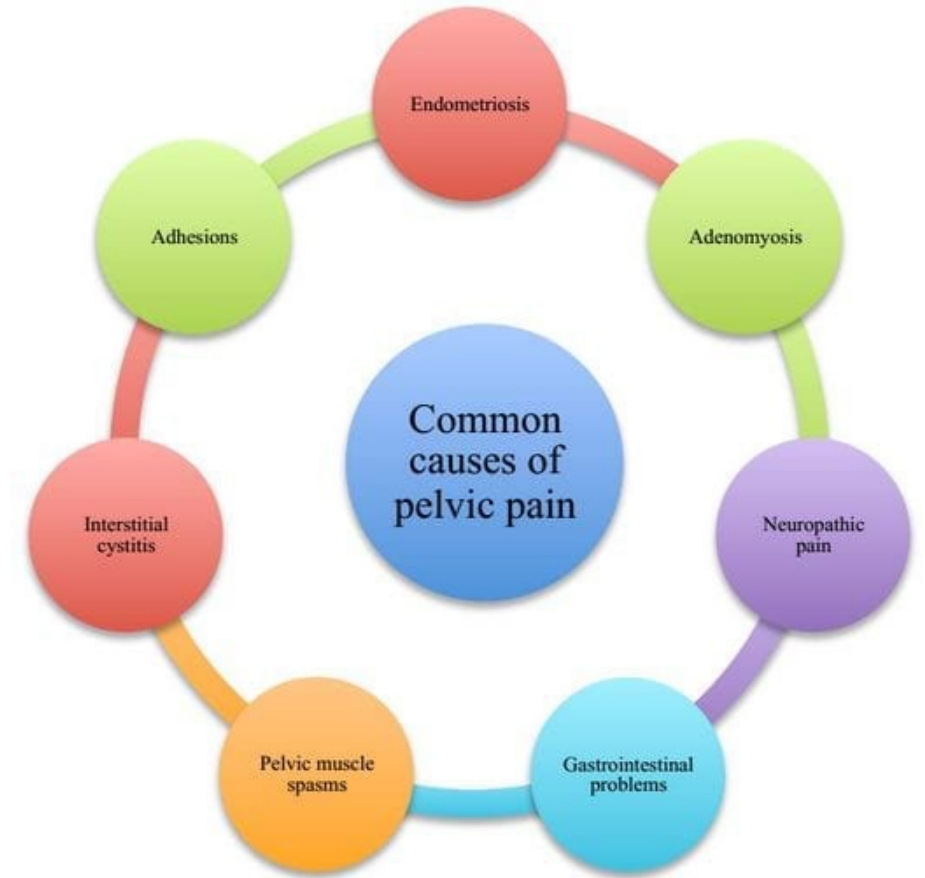 Endometriosis
Adhesions
Adenomyosis
Common
causes of
pelvic pain
Interstitial
cystitis
Neuropathic
pain
Pelvic muscle
spasms
Gastrointestinal
problems